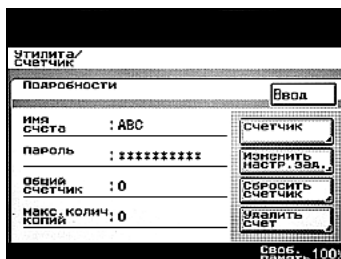 Утилита/
Счетчик
Подробности
Ввод
Имя
счета
: ABC
Счетчик
Пароль
: **********
Изменить
настр.зад.
Общий
счетчик
: 0
Сбросить
счетчик
Макс.колич.
копий
: 0
Удалить
счет
Своб.
память 100%